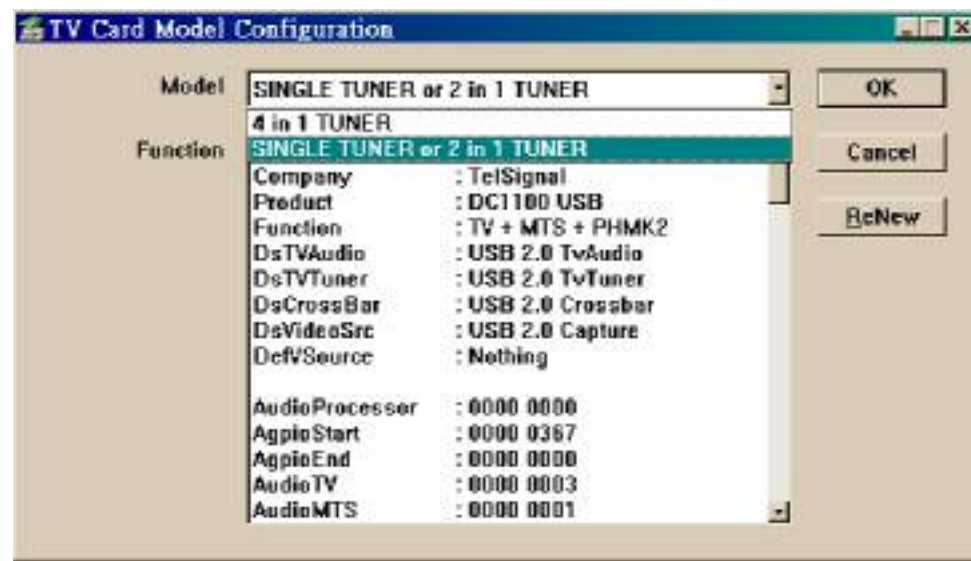 TV Card Model Configuration
Model
SINGLE TUNER or 2 in 1 TUNER
OK
4 in 1 TUNER
Function
SINGLE TUNER or 2 in 1 TUNER
Cancel
Company : TelSignal
Product : DC1100 USB
ReNew
Function : TV + MTS + PHMK2
DsTVAudio : USB 2.0 TvAudio
DsTVTuner : USB 2.0 TvTuner
DsCrossBar : USB 2.0 Crossbar
DsVideoSrc : USB 2.0 Capture
DefVSource : Nothing
AudioProcessor : 0000 0000
AgpioStart : 0000 0367
AgpioEnd : 0000 0000
AudioTV : 0000 0003
AudioMTS : 0000 0001